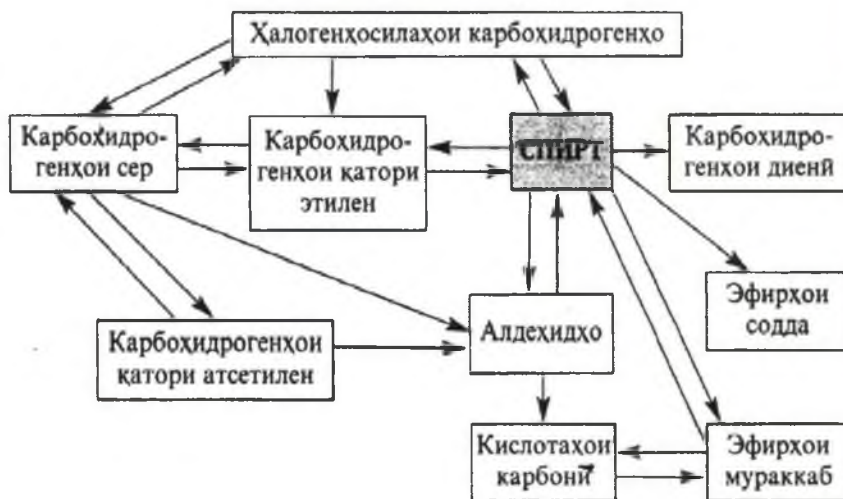 Ҳалогенҳосилаҳои карбоҳидрогенҳо
Карбоҳидро-
генҳои сер
Карбоҳидро-
генҳои қатори
этилен
СПИРТ
Карбоҳидро-
генҳои диенӣ
Эфирҳои
содда
Карбоҳидрогенҳои
қатори атсетилен
Алдеҳидҳо
Кислотаҳои
карбонӣ
Эфирҳои
мураккаб